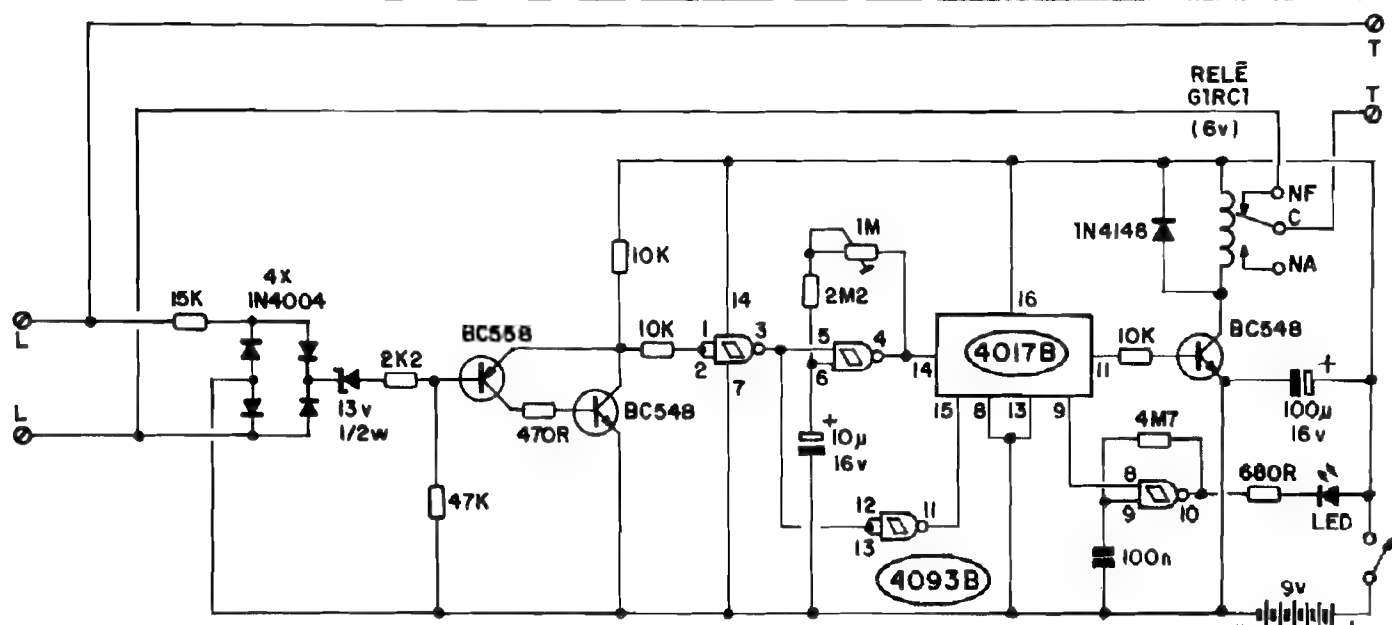 T
RELÉ
G1RC1
(6v)
T
NF
C
NA
1N4148
1M
10K
2M2
4X
1N4004
15K
L
L
BC558
2K2
13v
1/2w
47K
470R
BC548
10K
14
1
2
3
7
5
6
4
10µ
16v
+
12
13
11
4093B
14
16
4017B
15
8
13
9
11
10K
BC548
+
100µ
16v
4M7
8
9
10
100n
680R
LED
9v
+